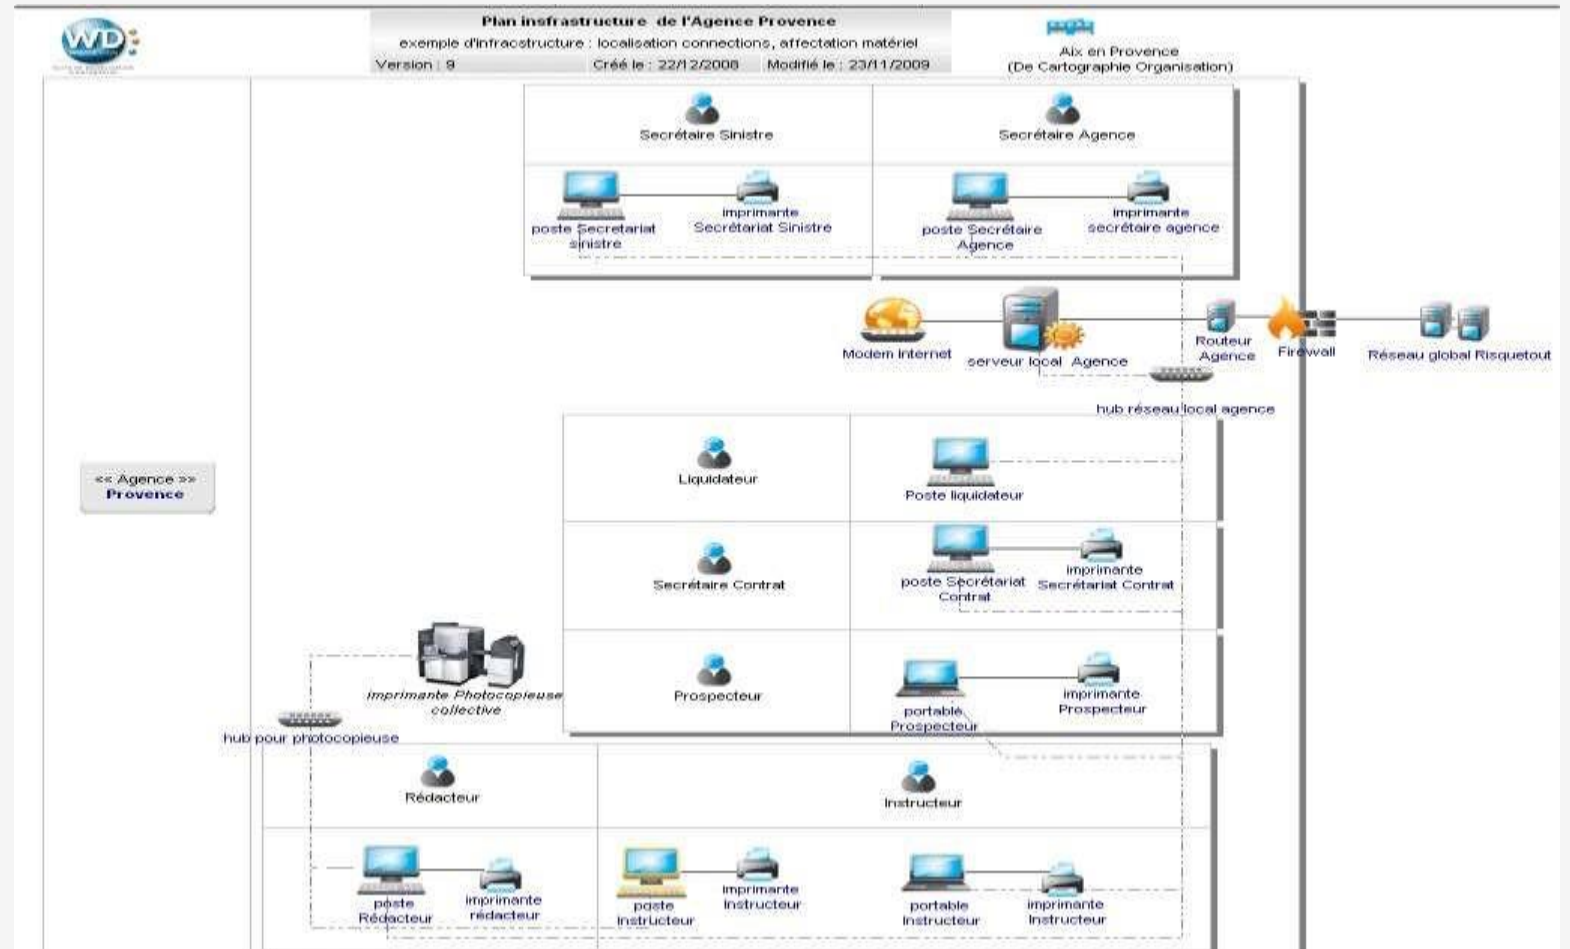 WD
Plan insfrastructure de l'Agence Provence
exemple d'infracstructure : localisation connections, affectation matériel
Version : 9 Créé le : 22/12/2008 Modifié le : 23/11/2009
Aix en Provence
(De Cartographie Organisation)
Secrétaire Sinistre
Secrétaire Agence
poste Secretariat
sinistre
imprimante
Secrétariat Sinistre
poste Secrétaire
Agence
imprimante
secrétaire agence
Modem Internet
serveur local Agence
Routeur
Agence
Firewall
Réseau global Risquetout
hub réseau local agence
<< Agence >>
Provence
Liquidateur
Poste liquidateur
Secrétaire Contrat
poste Secrétariat
Contrat
imprimante
Secrétariat Contrat
imprimante Photocopieuse
collective
Prospecteur
portable
Prospecteur
imprimante
Prospecteur
hub pour photocopieuse
Rédacteur
Instructeur
poste
Rédacteur
imprimante
rédacteur
poste
Instructeur
imprimante
Instructeur
portable
Instructeur
imprimante
Instructeur